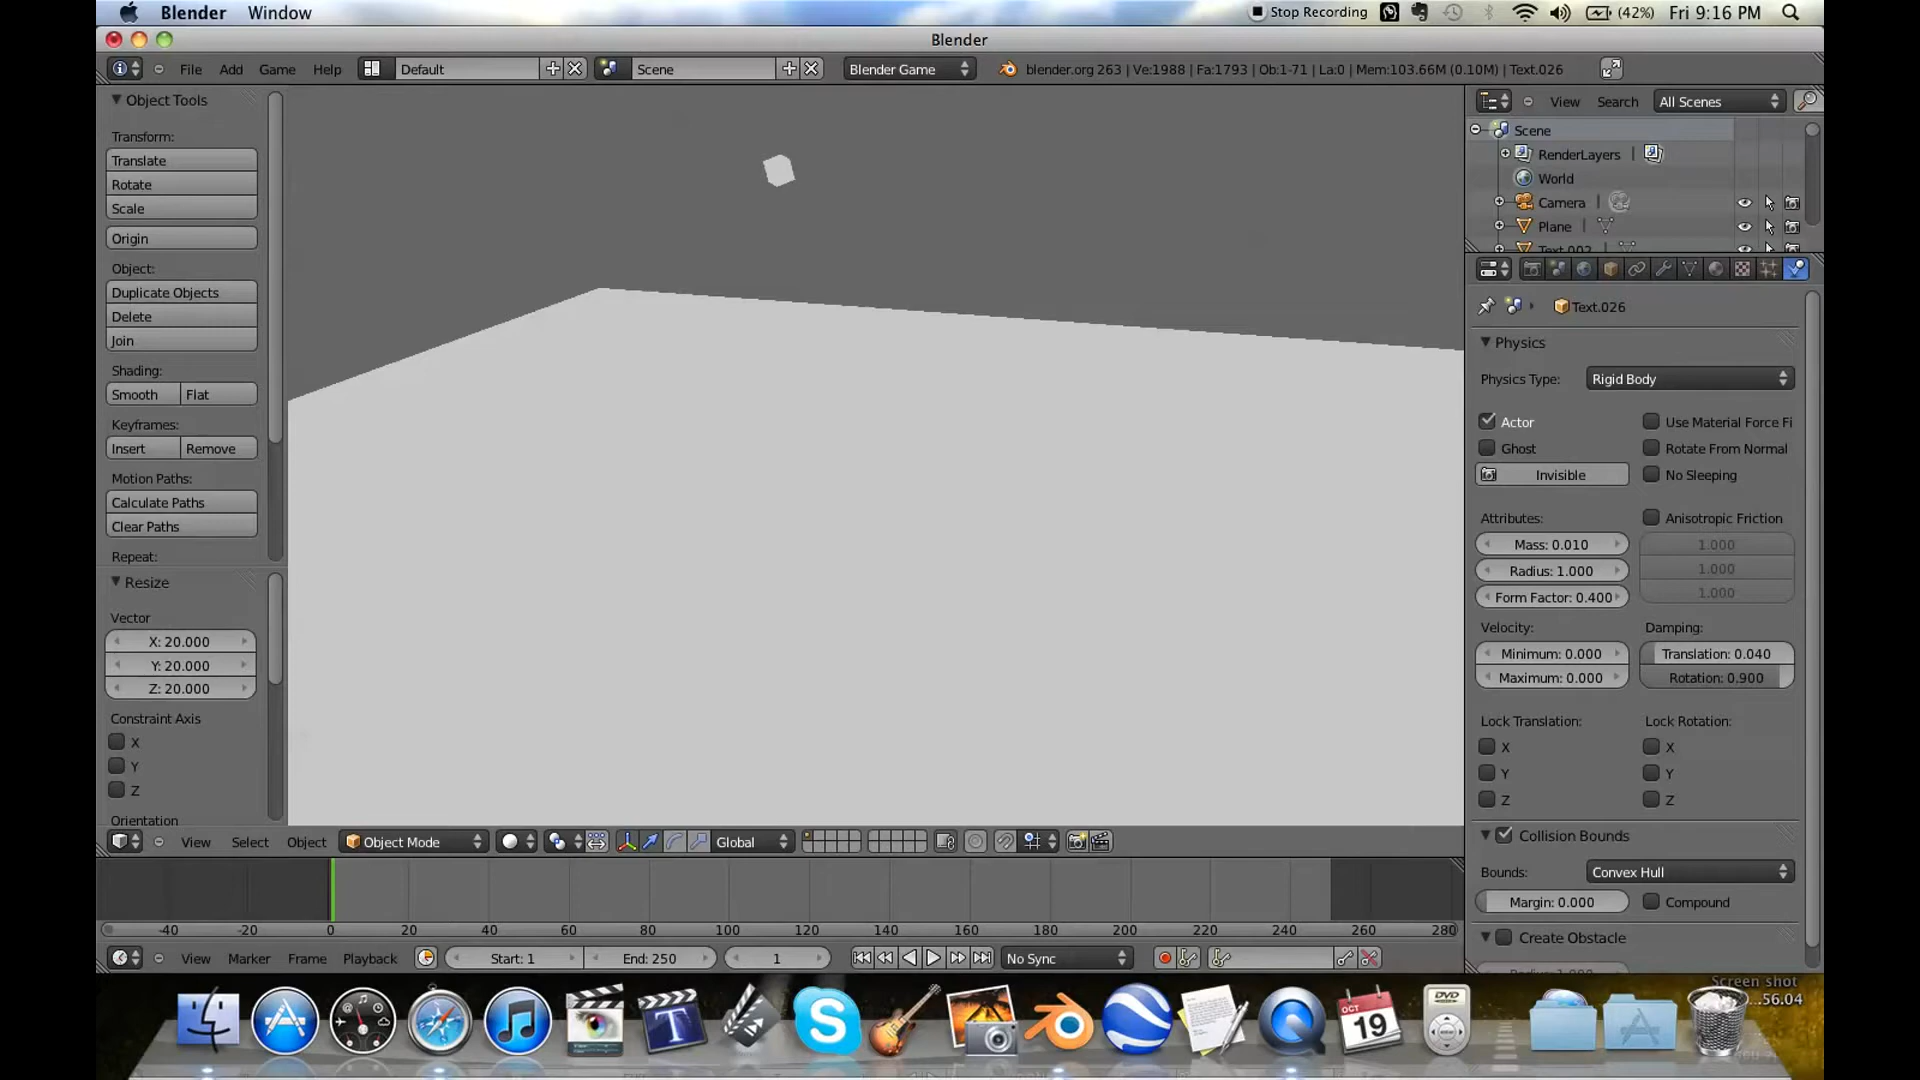 Blender Window Stop Recording (42%) Fri 9:16 PM
Blender
File Add Game Help Default Scene Blender Game blender.org 263 | Ve:1988 | Fa:1793 | Ob:1-71 | La:0 | Mem:103.66M (0.10M) | Text.026
Object Tools
Transform:
Translate
Rotate
Scale
Origin
Object:
Duplicate Objects
Delete
Join
Shading:
Smooth Flat
Keyframes:
Insert Remove
Motion Paths:
Calculate Paths
Clear Paths
Repeat:
Resize
Vector
X: 20.000
Y: 20.000
Z: 20.000
Constraint Axis
X
Y
Z
Orientation
View Search All Scenes
Scene
RenderLayers |
World
Camera |
Plane |
Text.002
Text.026
Physics
Physics Type: Rigid Body
Actor Use Material Force Fi
Ghost Rotate From Normal
Invisible No Sleeping
Attributes: Anisotropic Friction
Mass: 0.010 1.000
Radius: 1.000 1.000
Form Factor: 0.400 1.000
Velocity: Damping:
Minimum: 0.000 Translation: 0.040
Maximum: 0.000 Rotation: 0.900
Lock Translation: Lock Rotation:
X X
Y Y
Z Z
Collision Bounds
Bounds: Convex Hull
Margin: 0.000 Compound
Create Obstacle
View Select Object Object Mode Global
-40 -20 0 20 40 60 80 100 120 140 160 180 200 220 240 260 280
View Marker Frame Playback Start: 1 End: 250 1 No Sync
Screen shot
...56.04
OCT
19
DVD